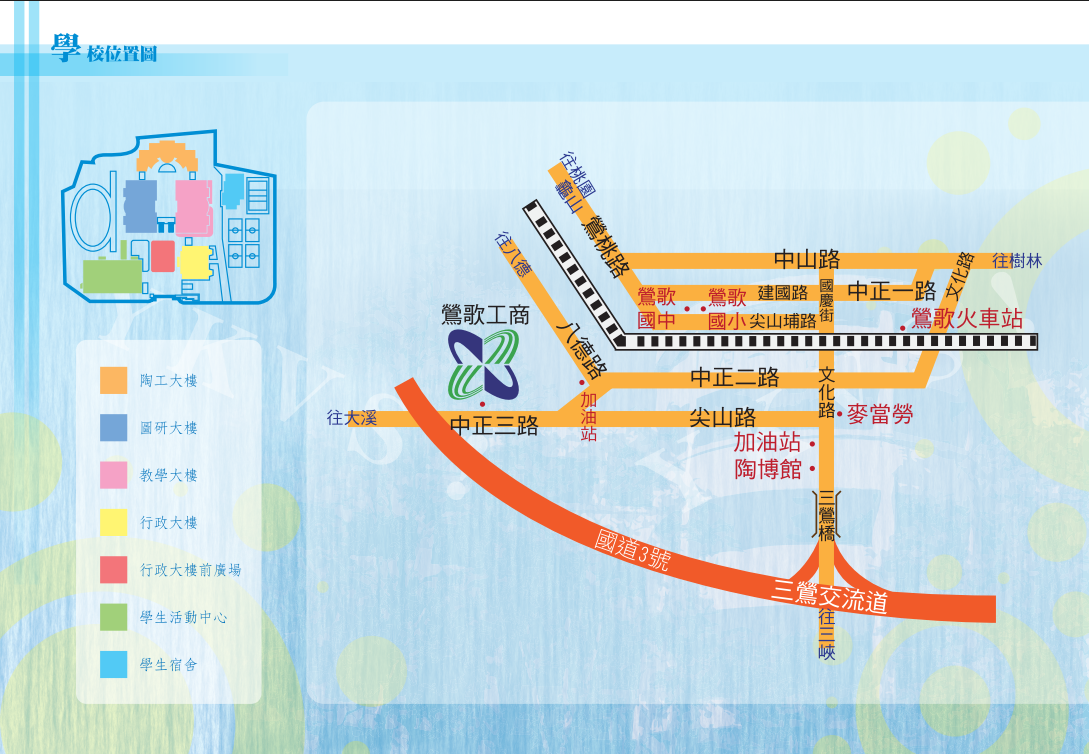 學校位置圖
陶工大樓
圖研大樓
教學大樓
行政大樓
行政大樓前廣場
學生活動中心
學生宿舍
往桃園
龜山
鶯桃路
往八德
中山路
文化路
往樹林
鶯歌
國中
鶯歌
國小
建國路
國慶街
中正一路
尖山埔路
鶯歌火車站
鶯歌工商
八德路
中正二路
文化路
加油站
往大溪
中正三路
尖山路
麥當勞
加油站
陶博館
三鶯橋
國道3號
三鶯交流道
往三峽